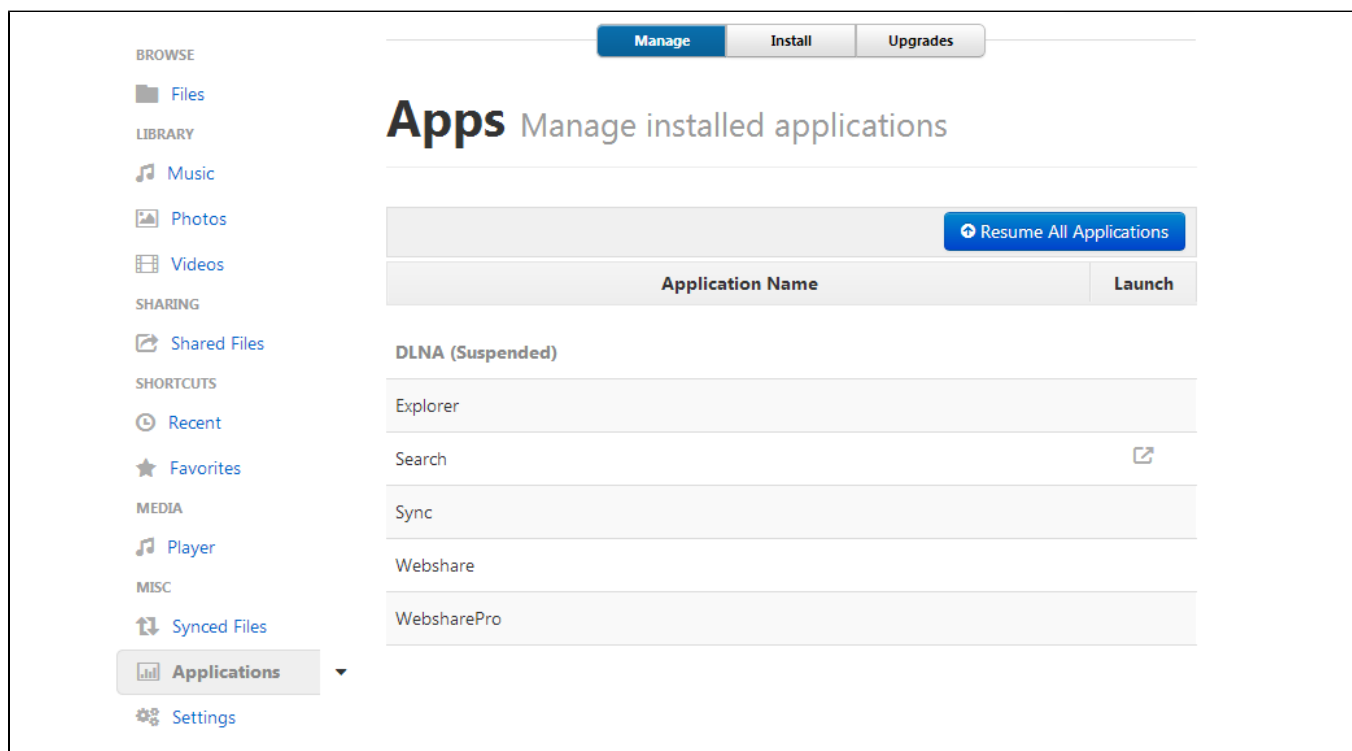 BROWSE
Files
LIBRARY
Music
Photos
Videos
SHARING
Shared Files
SHORTCUTS
Recent
Favorites
MEDIA
Player
MISC
Synced Files
Applications
Settings
Manage Install Upgrades
Apps Manage installed applications
Resume All Applications
Application Name Launch
DLNA (Suspended)
Explorer
Search
Sync
Webshare
WebsharePro